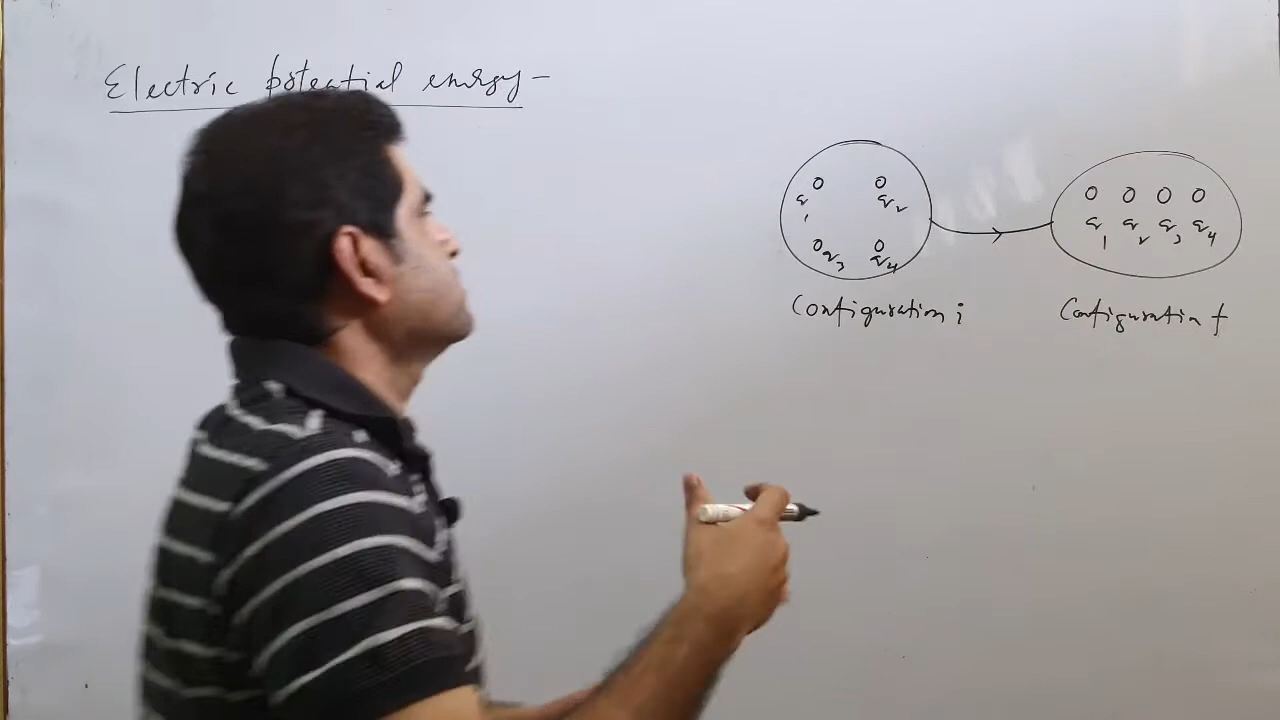 Electric potential energy -
q1 q2
q3 q4
q1 q2 q3 q4
Configuration i
Configuration f